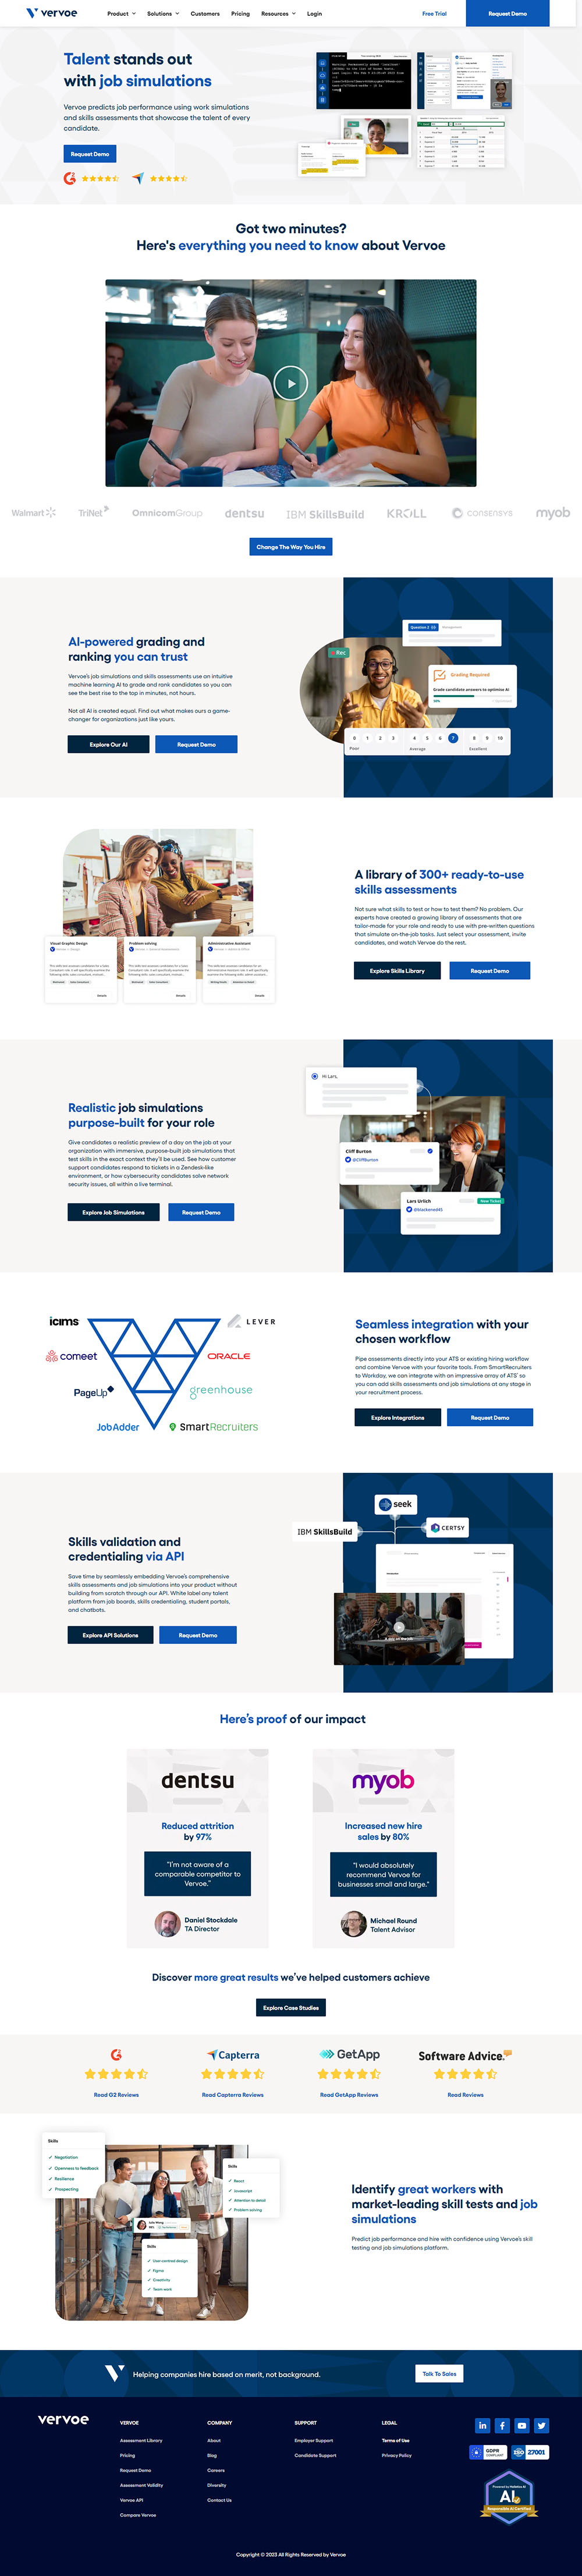 vervoe
Product
Solutions
Customers
Pricing
Resources
Login
Free Trial
Request Demo
Talent stands out
with job simulations
Vervoe predicts job performance using work simulations
and skills assessments that showcase the talent of every
candidate.
Request Demo
Got two minutes?
Here's everything you need to know about Vervoe
Walmart
TriNet
OmnicomGroup
dentsu
IBM SkillsBuild
KROLL
CONSENSYS
myob
Change The Way You Hire
AI-powered grading and
ranking you can trust
Vervoe's job simulations and skills assessments use an intuitive
machine learning AI to grade and rank candidates so you can
see the best rise to the top in minutes, not hours.
Not all AI is created equal. Find out what makes ours a game-
changer for organizations just like yours.
Explore Our AI
Request Demo
Question 2
Rec
Grading Required
Grade candidate answers to optimise AI
0 1 2 3 4 5 6 7 8 9 10
Poor
Average
Excellent
Visual Graphic Design
Problem solving
Administrative Assistant
Details
Details
Details
A library of 300+ ready-to-use
skills assessments
Not sure what skills to test or how to test them? No problem. Our
experts have created a growing library of assessments that are
tailor-made for your role and ready to use with pre-written questions
that simulate on-the-job tasks. Just select your assessment, invite
candidates, and watch Vervoe do the rest.
Explore Skills Library
Request Demo
Realistic job simulations
purpose-built for your role
Give candidates a realistic preview of a day on the job at your
organization with immersive, purpose-built job simulations that
test skills in the exact context they'll be used. See how customer
support candidates respond to tickets in a Zendesk-like
environment, or how cybersecurity candidates solve network
security issues, all within a live terminal.
Explore Job Simulations
Request Demo
Hi Lars,
Cliff Burton
@CliffBurton
Lars Urlich
New Ticket
@blackened45
icims
LEVER
comeet
ORACLE
PageUp
greenhouse
JobAdder
SmartRecruiters
Seamless integration with your
chosen workflow
Pipe assessments directly into your ATS or existing hiring workflow
and combine Vervoe with your favorite tools. From SmartRecruiters
to Workday, we can integrate with an impressive array of ATS' so
you can add skills assessments and job simulations at any stage in
your recruitment process.
Explore Integrations
Request Demo
Skills validation and
credentialing via API
Save time by seamlessly embedding Vervoe's comprehensive
skills assessments and job simulations into your product without
building from scratch through our API. White label any talent
platform from job boards, skills credentialing, student portals,
and chatbots.
Explore API Solutions
Request Demo
seek
IBM SkillsBuild
CERTSY
Here's proof of our impact
dentsu
Reduced attrition
by 97%
"I'm not aware of a
comparable competitor to
Vervoe."
Daniel Stockdale
TA Director
myob
Increased new hire
sales by 80%
"I would absolutely
recommend Vervoe for
businesses small and large."
Michael Round
Talent Advisor
Discover more great results we've helped customers achieve
Explore Case Studies
Capterra
GetApp
Software Advice.
Read G2 Reviews
Read Capterra Reviews
Read GetApp Reviews
Read Reviews
Skills
Negotiation
Openness to feedback
Resilience
Prospecting
Skills
React
Javascript
Attention to detail
Problem solving
Skills
User-centred design
Figma
Creativity
Team work
Identify great workers with
market-leading skill tests and job
simulations
Predict job performance and hire with confidence using Vervoe's skill
testing and job simulations platform.
Helping companies hire based on merit, not background.
Talk To Sales
vervoe
VERVOE
Assessment Library
Pricing
Request Demo
Assessment Validity
Vervoe API
Compare Vervoe
COMPANY
About
Blog
Careers
Diversity
Contact Us
SUPPORT
Employer Support
Candidate Support
LEGAL
Terms of Use
Privacy Policy
GDPR
COMPLIANT
ISO 27001
Powered by Holistics AI
AI
Responsible AI Certified
Copyright © 2023 All Rights Reserved by Vervoe